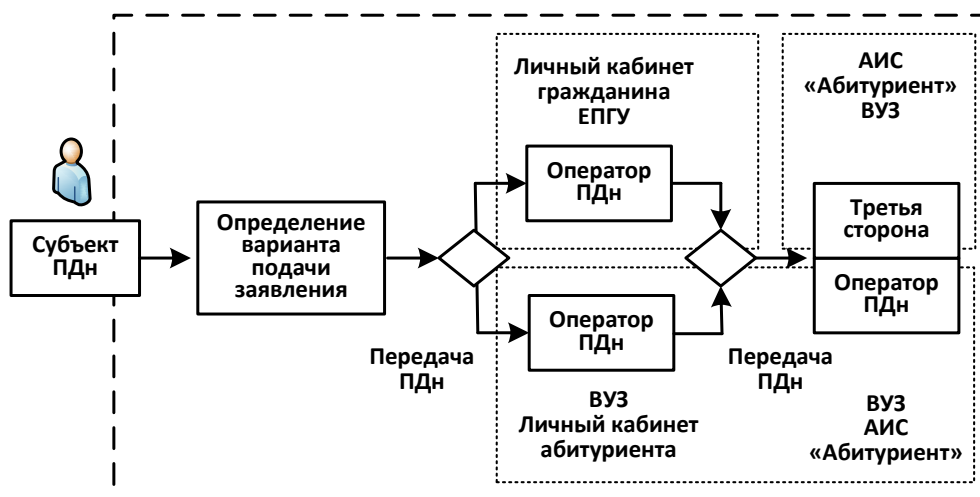 Личный кабинет
гражданина
ЕПГУ
АИС
«Абитуриент»
ВУЗ
Субъект
ПДн
Определение
варианта
подачи
заявления
Оператор
ПДн
Третья
сторона
Оператор
ПДн
Оператор
ПДн
Передача
ПДн
Передача
ПДн
ВУЗ
Личный кабинет
абитуриента
ВУЗ
АИС
«Абитуриент»